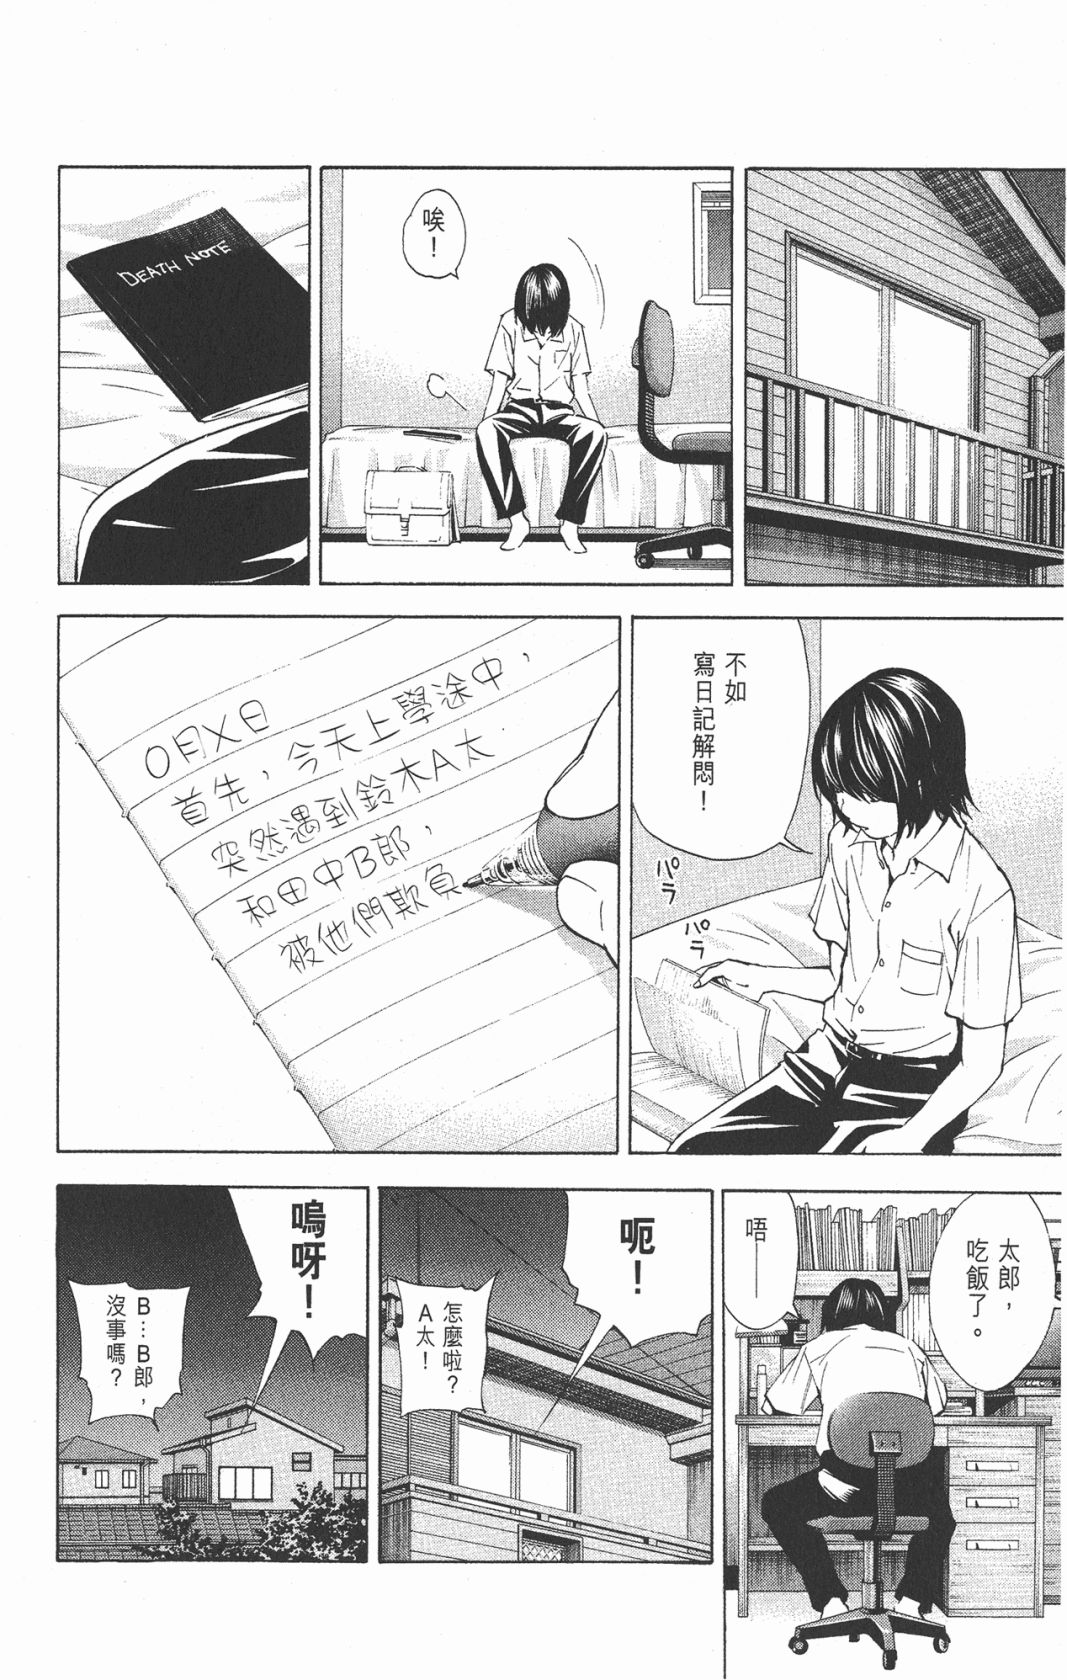 唉！
DEATH NOTE
不如
寫日記解悶！
パラ
パラ
○月X日
首先，今天上學途中，
突然遇到鈴木A太
和田中B郎，
被他們欺負
太郎，
吃飯了。
唔——
呃！
怎麼啦？
A太！
嗚呀！
B…B郎，
沒事嗎？